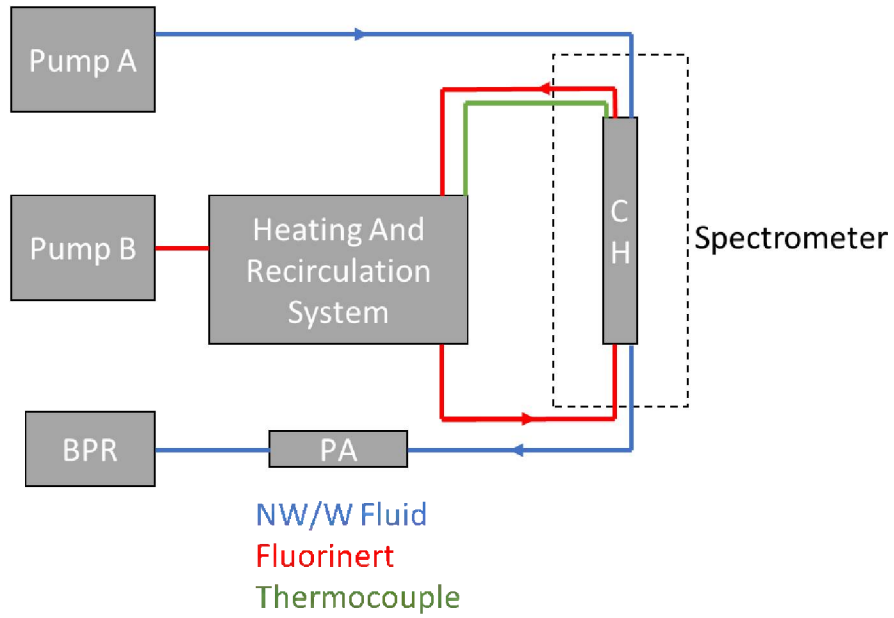 Pump A
Pump B
Heating And
Recirculation
System
C
H
Spectrometer
BPR
PA
NW/W Fluid
Fluorinert
Thermocouple